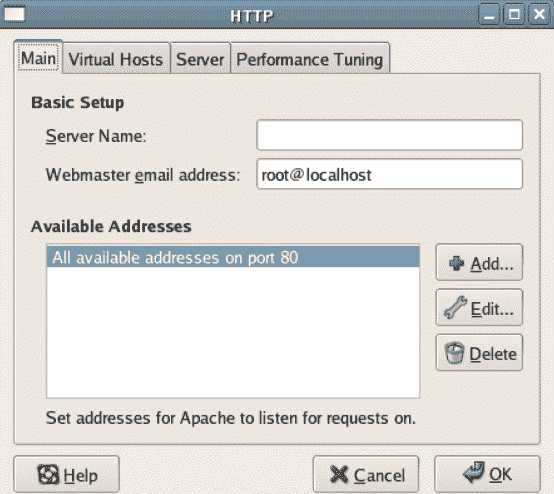 HTTP
Main Virtual Hosts Server Performance Tuning
Basic Setup
Server Name:
Webmaster email address: root@localhost
Available Addresses
All available addresses on port 80
Add...
Edit...
Delete
Set addresses for Apache to listen for requests on.
Help Cancel OK